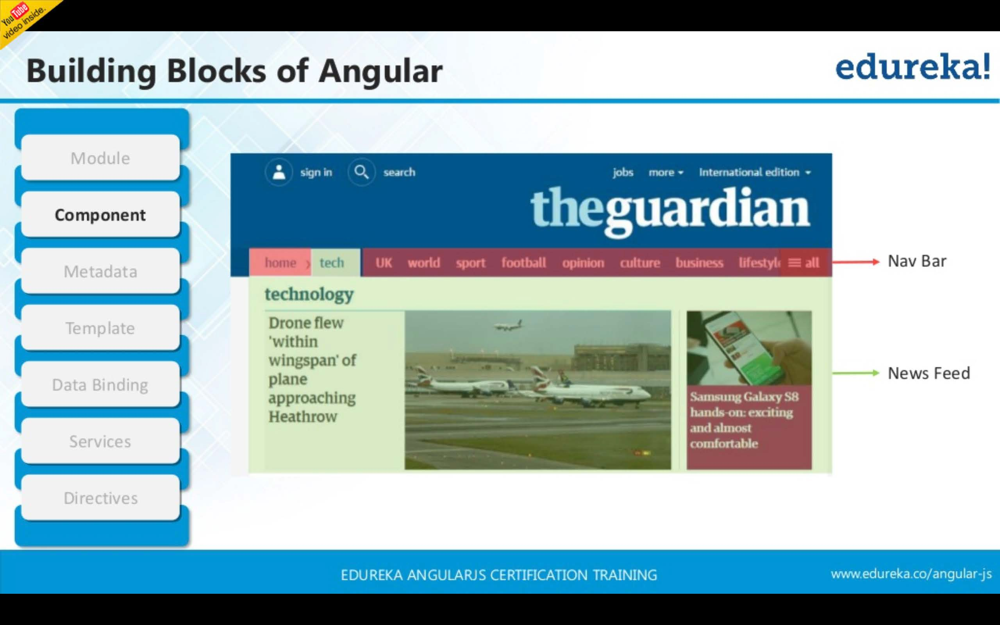 YouTube
video inside.
Building Blocks of Angular
edureka!
Module
Component
Metadata
Template
Data Binding
Services
Directives
sign in
search
jobs
more
International edition
theguardian
home
tech
UK
world
sport
football
opinion
culture
business
lifestyl
all
Nav Bar
technology
Drone flew
'within
wingspan' of
plane
approaching
Heathrow
Samsung Galaxy S8
hands-on: exciting
and almost
comfortable
News Feed
EDUREKA ANGULARJS CERTIFICATION TRAINING
www.edureka.co/angular-js